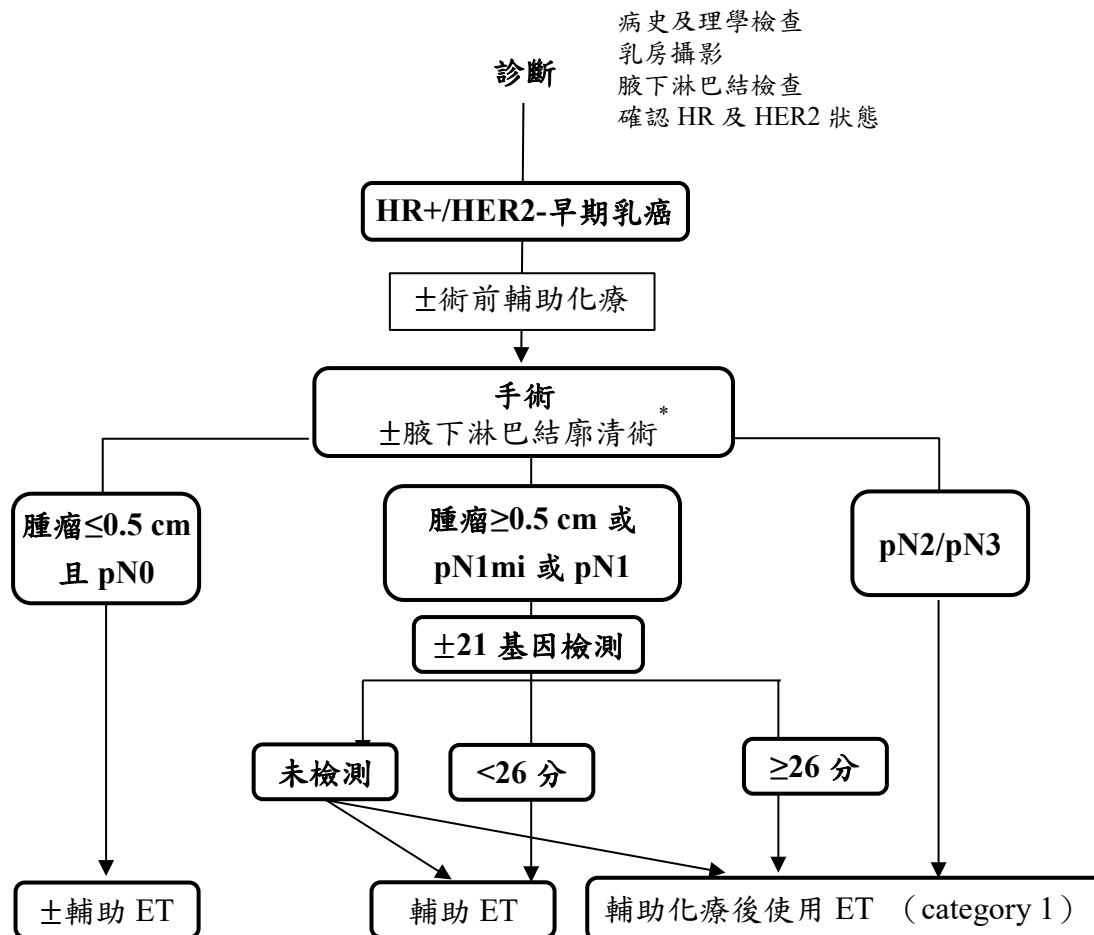 病史及理學檢查
乳房攝影
診斷
腋下淋巴結檢查
確認 HR 及 HER2 狀態
HR+/HER2-早期乳癌
±術前輔助化療
手術
±腋下淋巴結廓清術*
腫瘤≤0.5 cm
且 pN0
腫瘤≥0.5 cm 或
pN1mi 或 pN1
pN2/pN3
±21 基因檢測
未檢測
<26 分
≥26 分
±輔助 ET
輔助 ET
輔助化療後使用 ET （category 1）